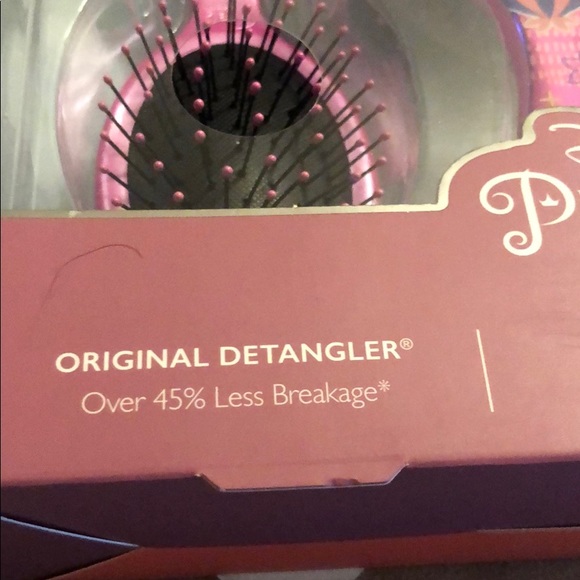 ORIGINAL DETANGLER®
Over 45% Less Breakage*